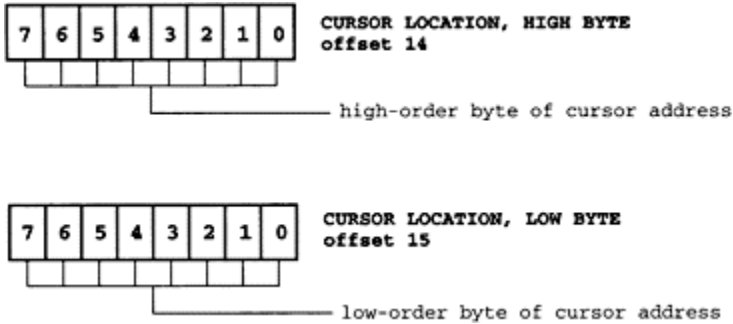 7 6 5 4 3 2 1 0
CURSOR LOCATION, HIGH BYTE
offset 14
high-order byte of cursor address
7 6 5 4 3 2 1 0
CURSOR LOCATION, LOW BYTE
offset 15
low-order byte of cursor address